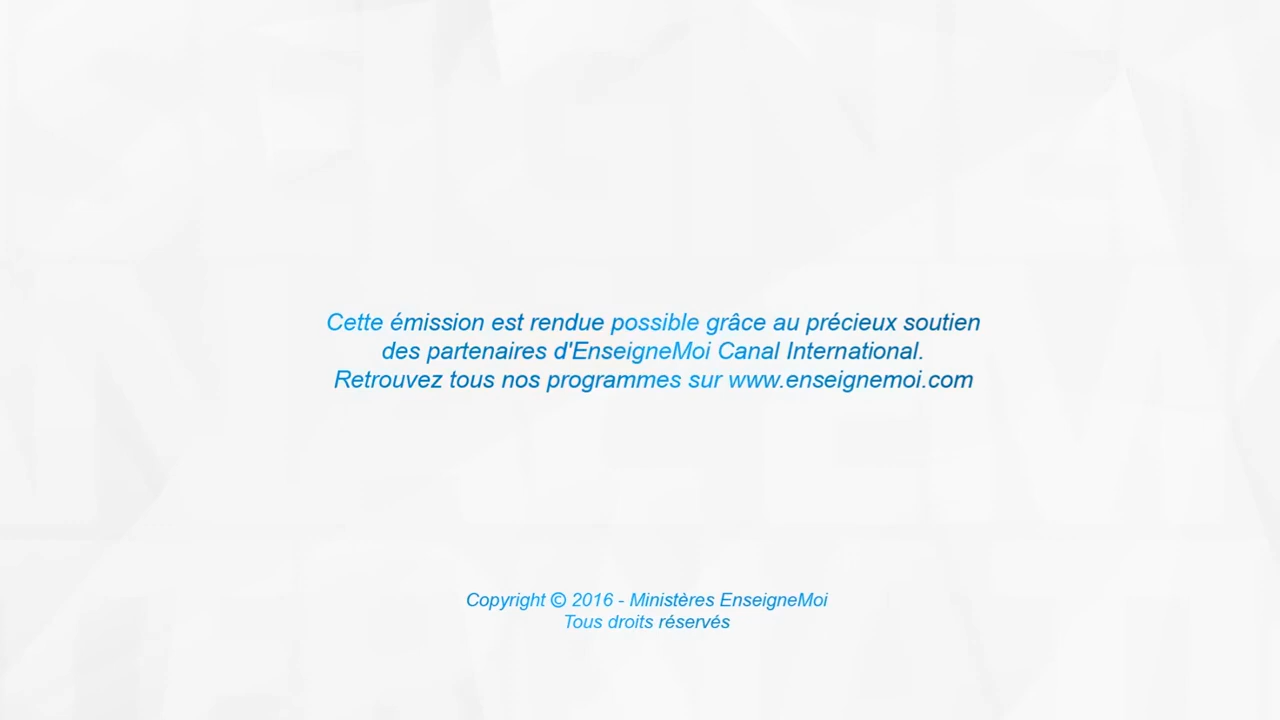 Cette émission est rendue possible grâce au précieux soutien
des partenaires d'EnseigneMoi Canal International.
Retrouvez tous nos programmes sur www.enseignemoi.com
Copyright © 2016 - Ministères EnseigneMoi
Tous droits réservés